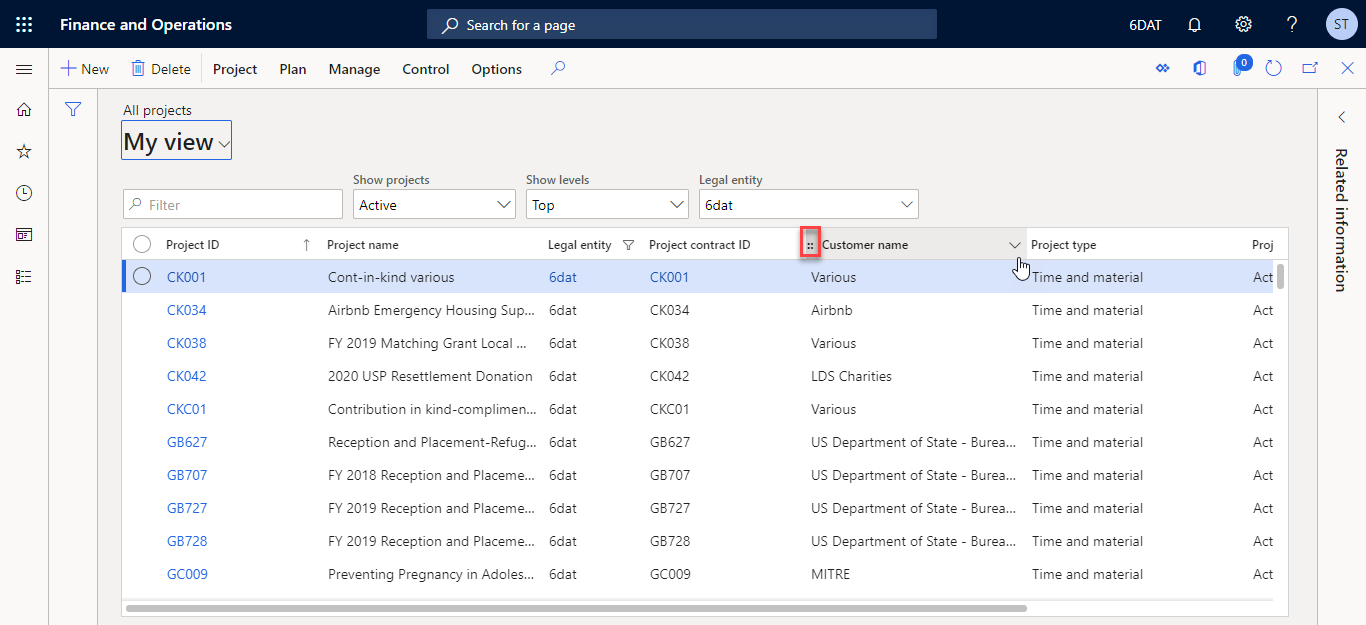 Finance and Operations Search for a page 6DAT ? ST
New Delete Project Plan Manage Control Options 0
All projects
My view
Show projects Show levels Legal entity
Filter Active Top 6dat
Project ID Project name Legal entity Project contract ID Customer name Project type Proj
CK001 Cont-in-kind various 6dat CK001 Various Time and material Act
CK034 Airbnb Emergency Housing Sup... 6dat CK034 Airbnb Time and material Act
CK038 FY 2019 Matching Grant Local ... 6dat CK038 Various Time and material Act
CK042 2020 USP Resettlement Donation 6dat CK042 LDS Charities Time and material Act
CKC01 Contribution in kind-complimen... 6dat CKC01 Various Time and material Act
GB627 Reception and Placement-Refug... 6dat GB627 US Department of State - Burea... Time and material Act
GB707 FY 2018 Reception and Placeme... 6dat GB707 US Department of State - Burea... Time and material Act
GB727 FY 2019 Reception and Placeme... 6dat GB727 US Department of State - Burea... Time and material Act
GB728 FY 2019 Reception and Placeme... 6dat GB728 US Department of State - Burea... Time and material Act
GC009 Preventing Pregnancy in Adoles... 6dat GC009 MITRE Time and material Act
Related information